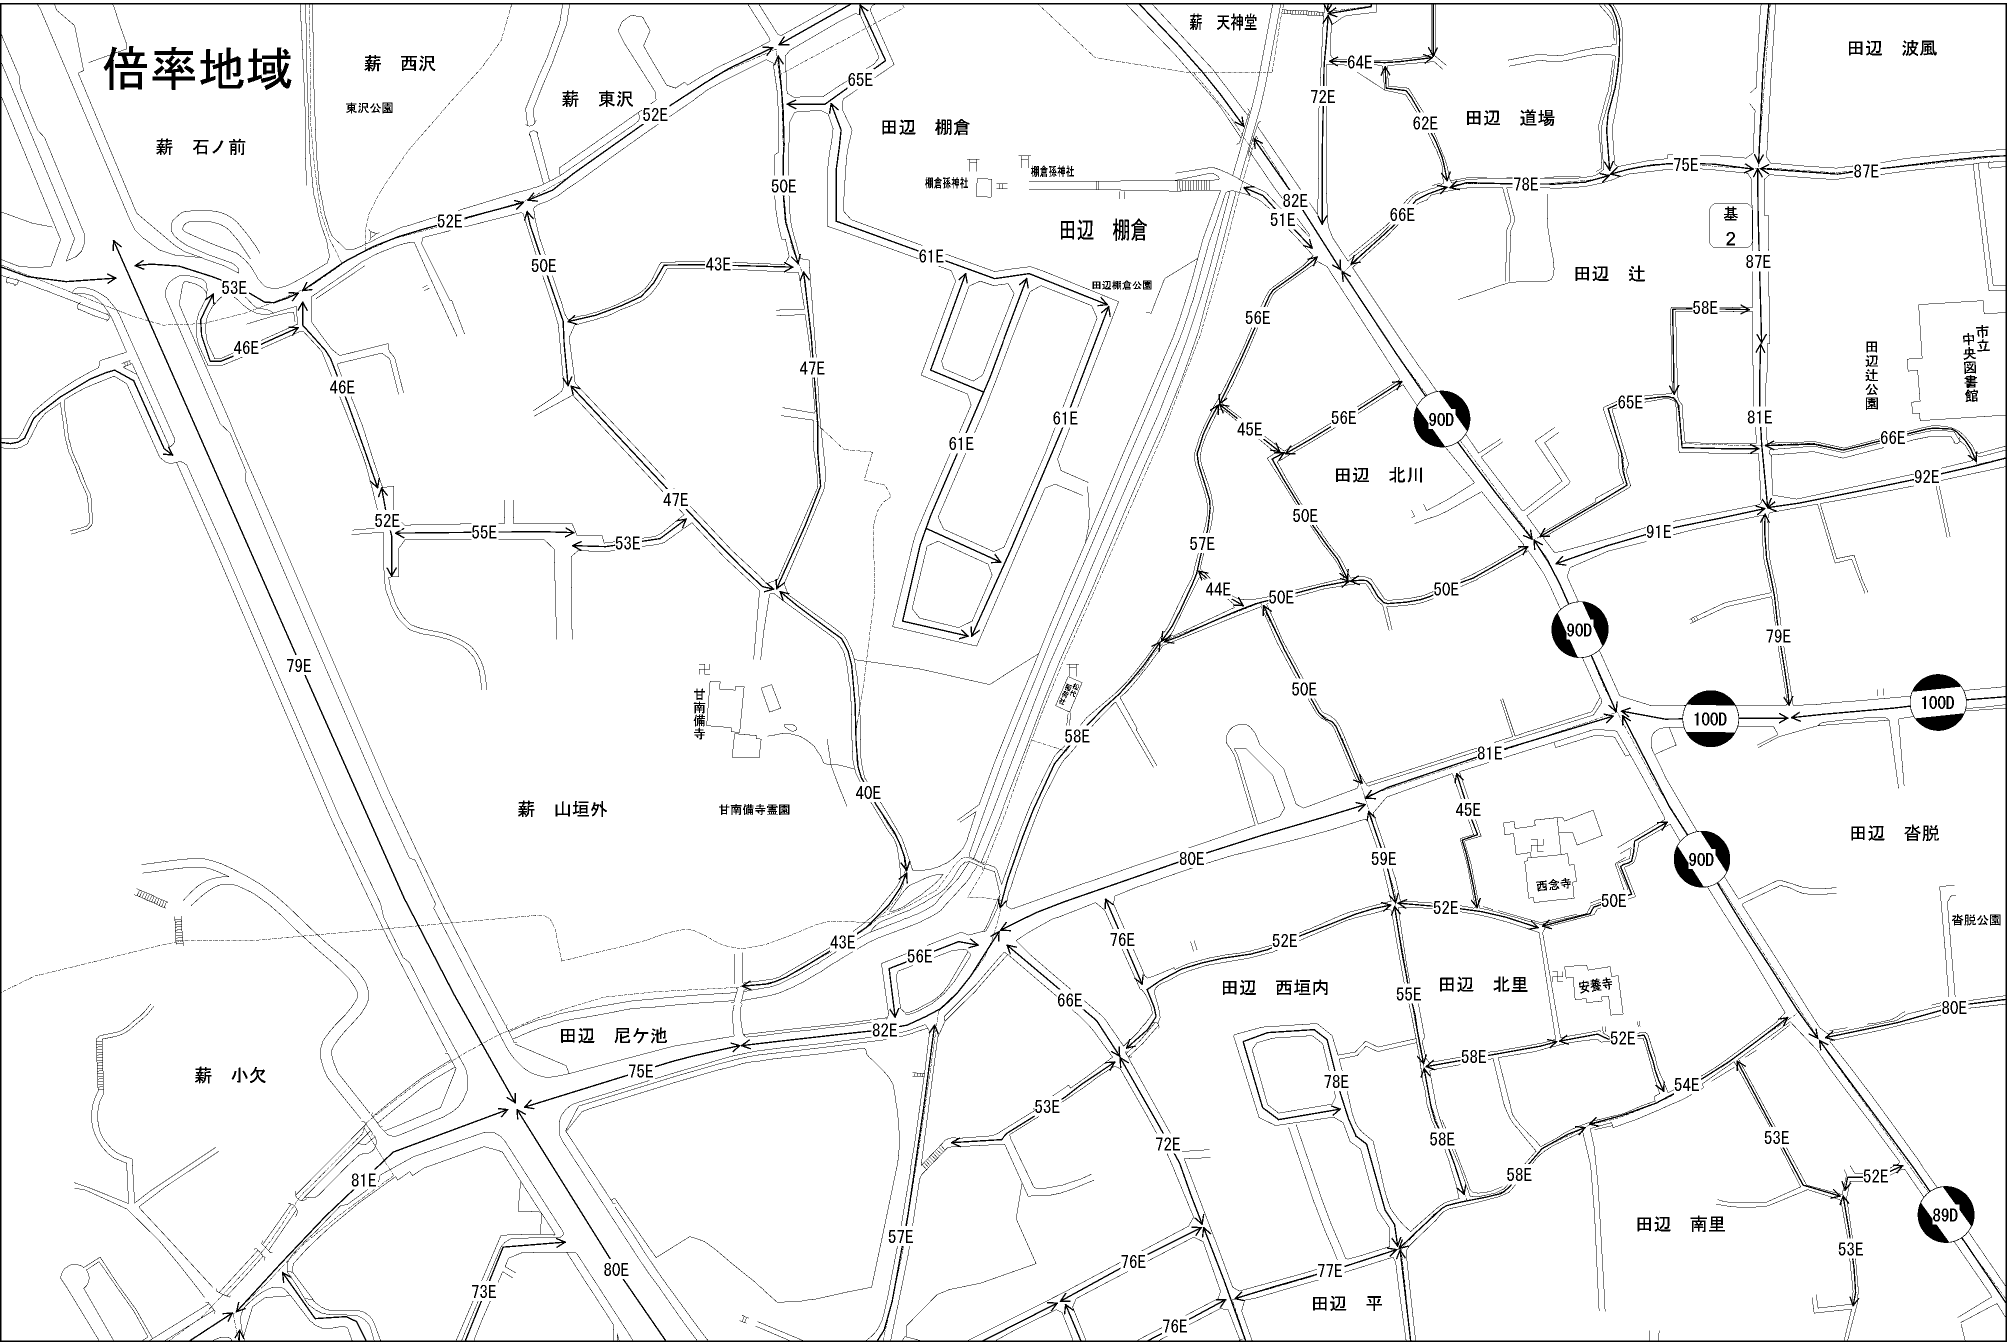 倍率地域
薪 天神堂
田辺 波風
薪 西沢
東沢公園
薪 東沢
薪 石ノ前
田辺 棚倉
田辺 道場
65E
64E
72E
62E
52E
75E
87E
78E
50E
棚倉孫神社
棚倉孫神社
82E
51E
66E
52E
田辺 棚倉
基
2
87E
61E
50E
43E
53E
田辺棚倉公園
田辺 辻
58E
56E
46E
46E
47E
市立
中央図書館
田辺辻公園
65E
81E
66E
61E
61E
45E
56E
90D
田辺 北川
92E
47E
52E
55E
53E
50E
57E
91E
44E
50E
50E
90D
79E
79E
50E
甘南備寺
58E
100D
100D
81E
40E
45E
薪 山垣外
甘南備寺霊園
80E
59E
90D
田辺 沓脱
西念寺
50E
沓脱公園
43E
56E
76E
52E
52E
66E
田辺 西垣内
田辺 北里
安養寺
55E
80E
田辺 尼ケ池
82E
52E
58E
75E
薪 小欠
78E
54E
53E
72E
58E
53E
81E
58E
52E
田辺 南里
89D
57E
53E
76E
77E
80E
73E
田辺 平
76E